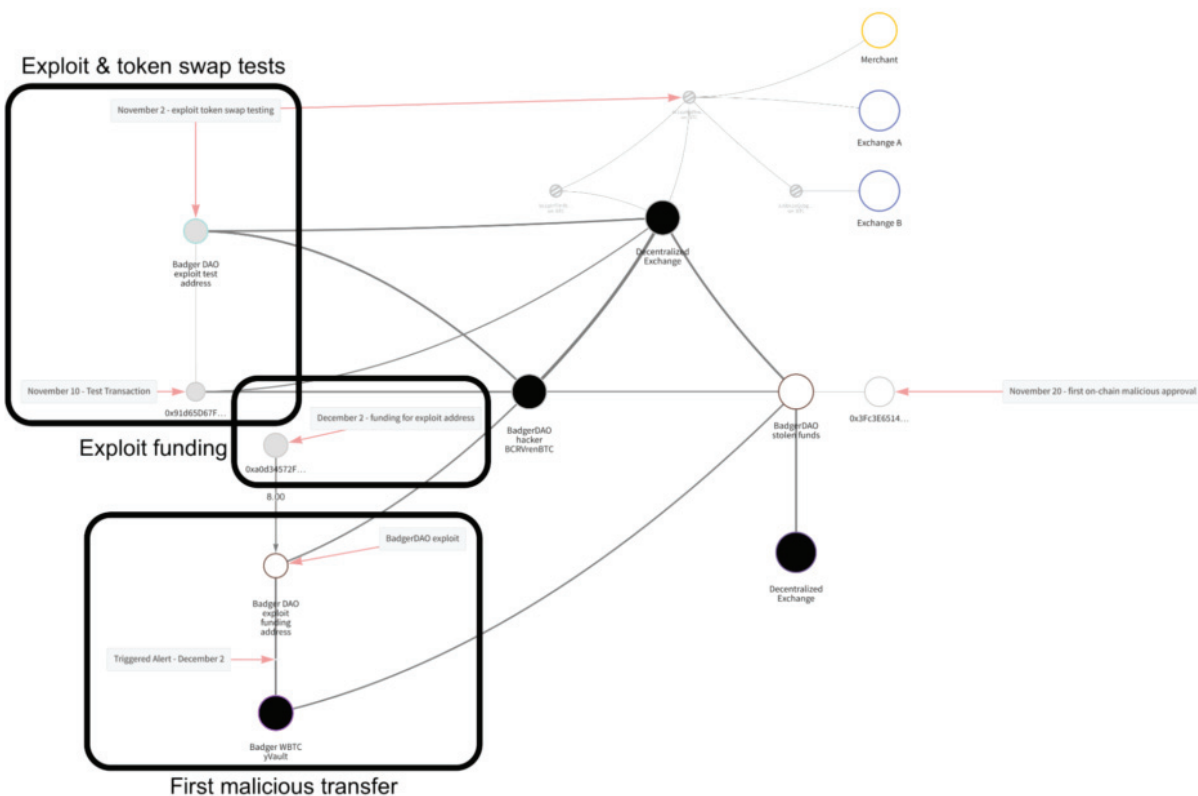 Exploit & token swap tests
November 2 - exploit token swap testing
Merchant
Exchange A
Exchange B
Badger DAO
exploit test
address
Decentralized
Exchange
November 10 - Test Transaction
0x91d65D67F...
Exploit funding
December 2 - funding for exploit address
0xa0d34572F...
8.00
BadgerDAO
hacker
BCRVrenBTC
BadgerDAO
stolen funds
0x3Fc3E6514...
November 20 - first on-chain malicious approval
BadgerDAO exploit
Badger DAO
exploit
funding
address
Decentralized
Exchange
Triggered Alert - December 2
Badger WBTC
yVault
First malicious transfer